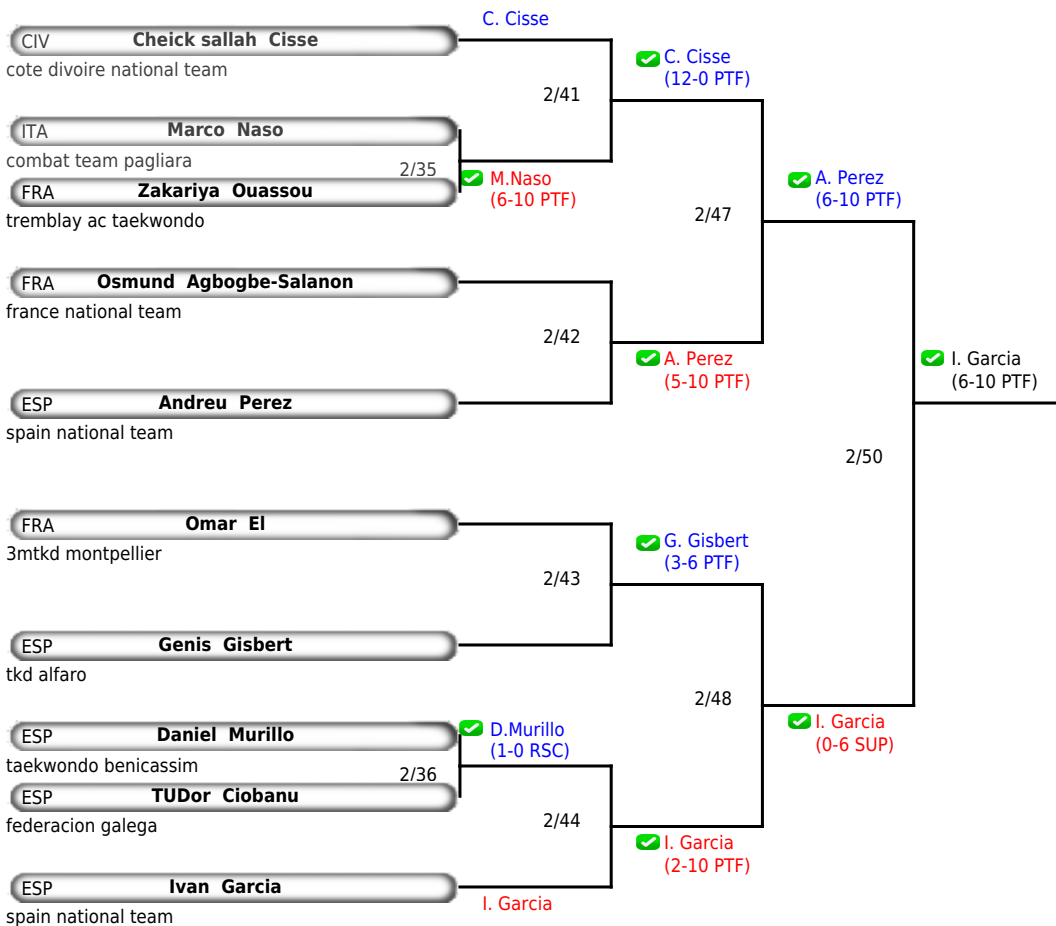 C. Cisse
CIV Cheick sallah Cisse
cote divoire national team
2/41
C. Cisse
(12-0 PTF)
ITA Marco Naso
combat team pagliara
2/35
M.Naso
(6-10 PTF)
FRA Zakariya Ouassou
tremblay ac taekwondo
2/47
A. Perez
(6-10 PTF)
FRA Osmund Agbogbe-Salanon
france national team
2/42
A. Perez
(5-10 PTF)
ESP Andreu Perez
spain national team
I. Garcia
(6-10 PTF)
2/50
FRA Omar El
3mtkd montpellier
2/43
G. Gisbert
(3-6 PTF)
ESP Genis Gisbert
tkd alfaro
2/48
I. Garcia
(0-6 SUP)
ESP Daniel Murillo
taekwondo benicassim
2/36
D.Murillo
(1-0 RSC)
ESP TUDor Ciobanu
federacion galega
2/44
I. Garcia
(2-10 PTF)
ESP Ivan Garcia
spain national team
I. Garcia